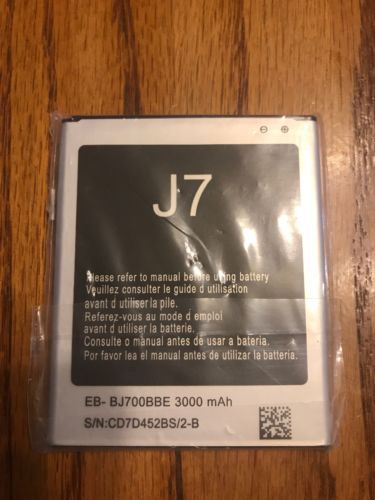 J7
Please refer to manual before using battery
Veuillez consulter le guide d utilisation
avant d utiliser la pile.
Referez-vous au mode d emploi
avant d utiliser la batterie.
Consulte o manual antes de usar a bateria.
Por favor lea el manual antes de utilizar la batería.
EB- BJ700BBE 3000 mAh
S/N:CD7D452BS/2-B